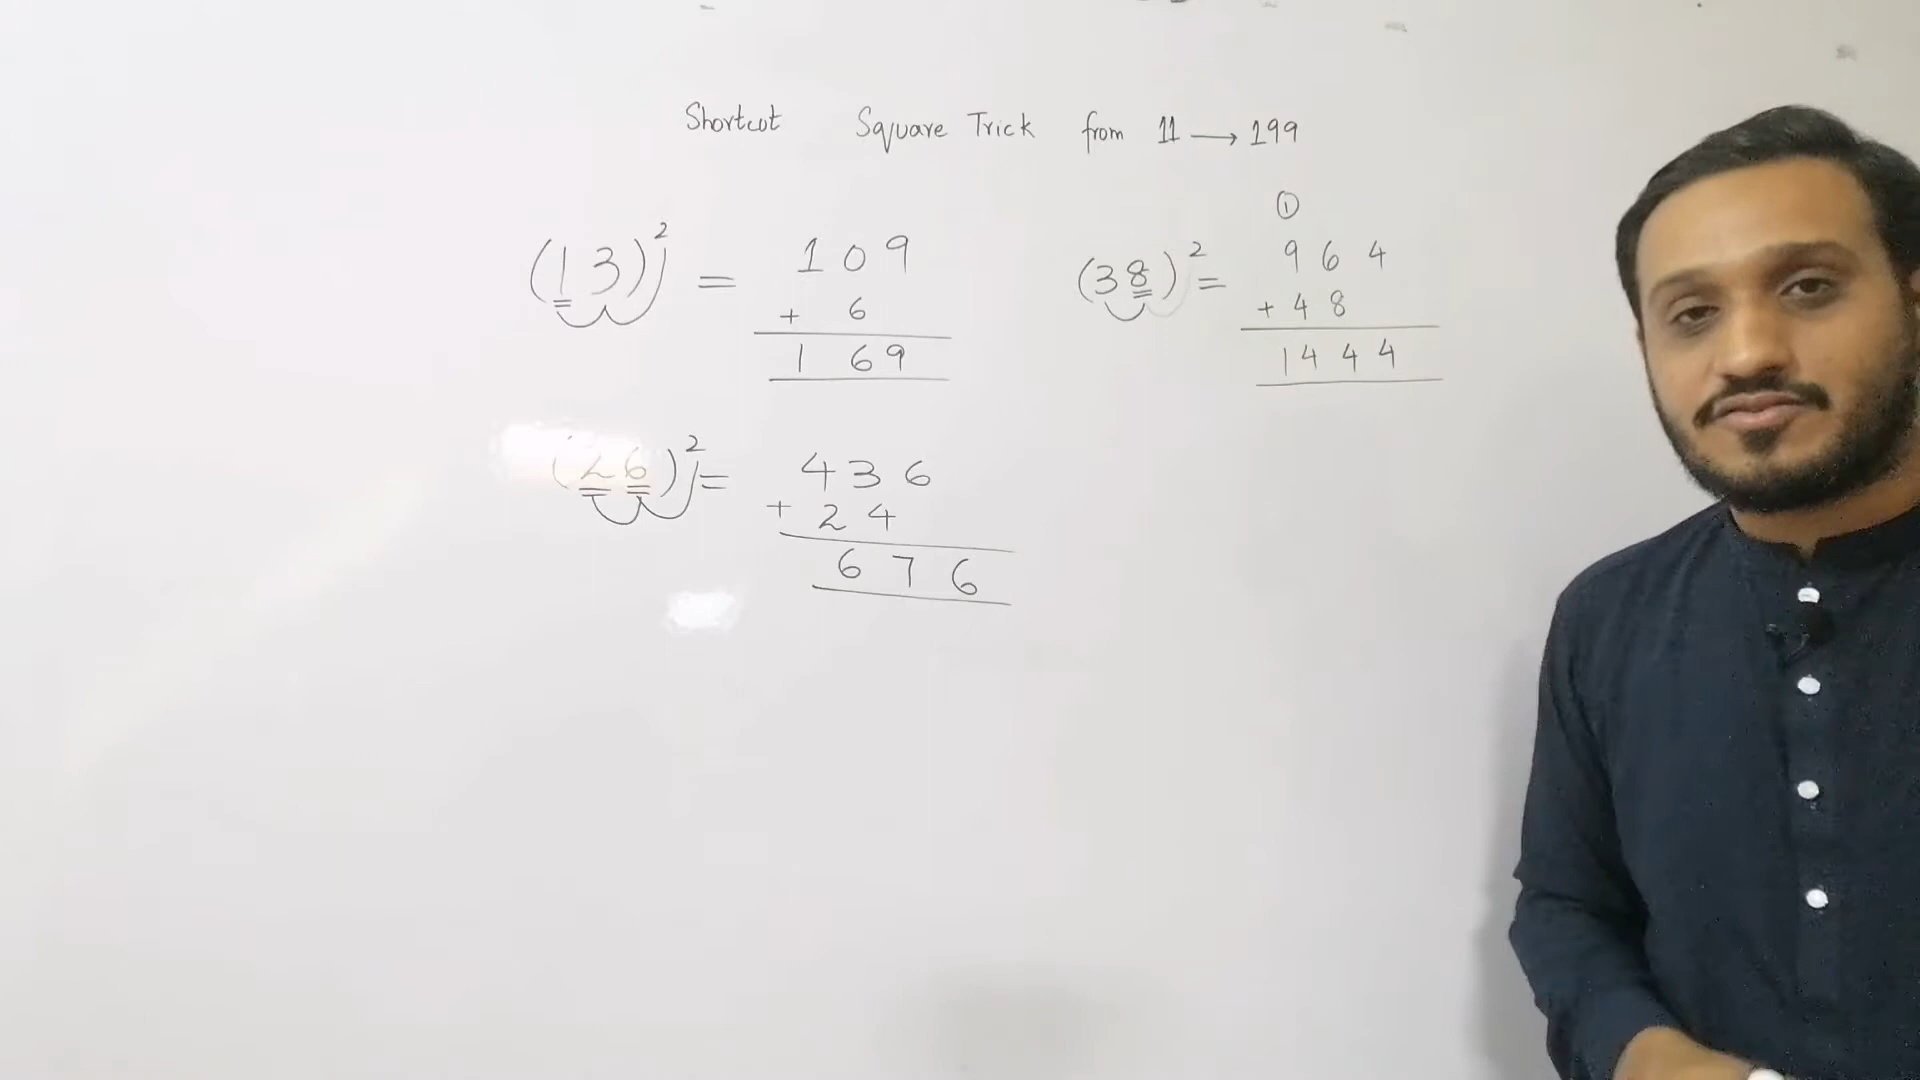 Shortcut Square Trick from 11 → 199
(13)² = 109
+ 6
169
①
(38)² = 964
+ 48
1444
(26)² = 436
+ 24
676